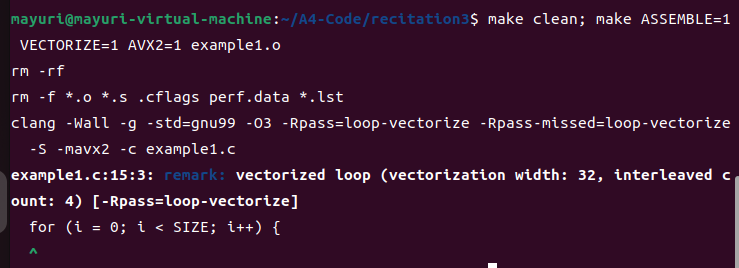 mayuri@mayuri-virtual-machine:~/A4-Code/recitation3$ make clean; make ASSEMBLE=1
 VECTORIZE=1 AVX2=1 example1.o
rm -rf
rm -f *.o *.s .cflags perf.data *.lst
clang -Wall -g -std=gnu99 -O3 -Rpass=loop-vectorize -Rpass-missed=loop-vectorize
  -S -mavx2 -c example1.c
example1.c:15:3: remark: vectorized loop (vectorization width: 32, interleaved c
ount: 4) [-Rpass=loop-vectorize]
  for (i = 0; i < SIZE; i++) {
  ^